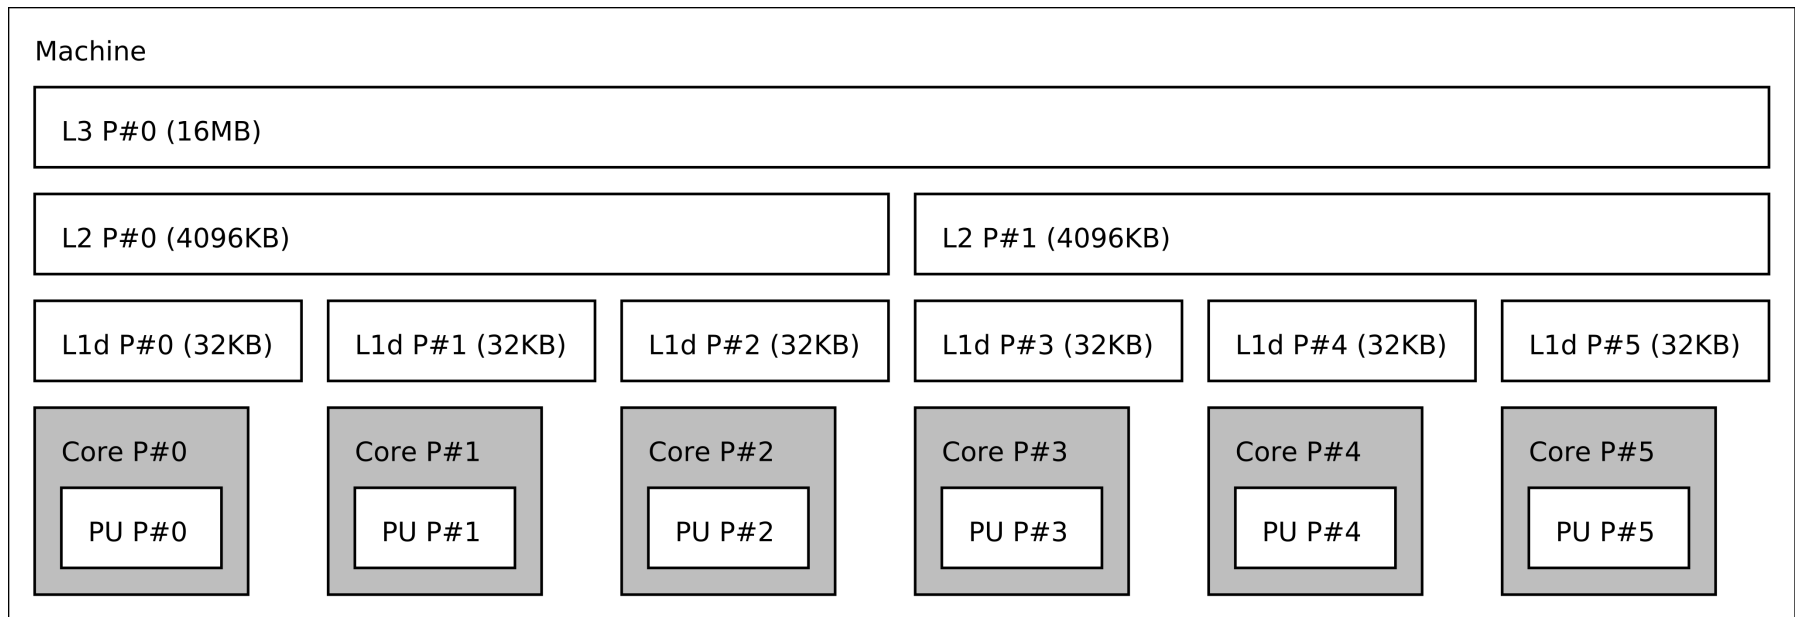 Machine
L3 P#0 (16MB)
L2 P#0 (4096KB) L2 P#1 (4096KB)
L1d P#0 (32KB) L1d P#1 (32KB) L1d P#2 (32KB) L1d P#3 (32KB) L1d P#4 (32KB) L1d P#5 (32KB)
Core P#0 Core P#1 Core P#2 Core P#3 Core P#4 Core P#5
PU P#0 PU P#1 PU P#2 PU P#3 PU P#4 PU P#5